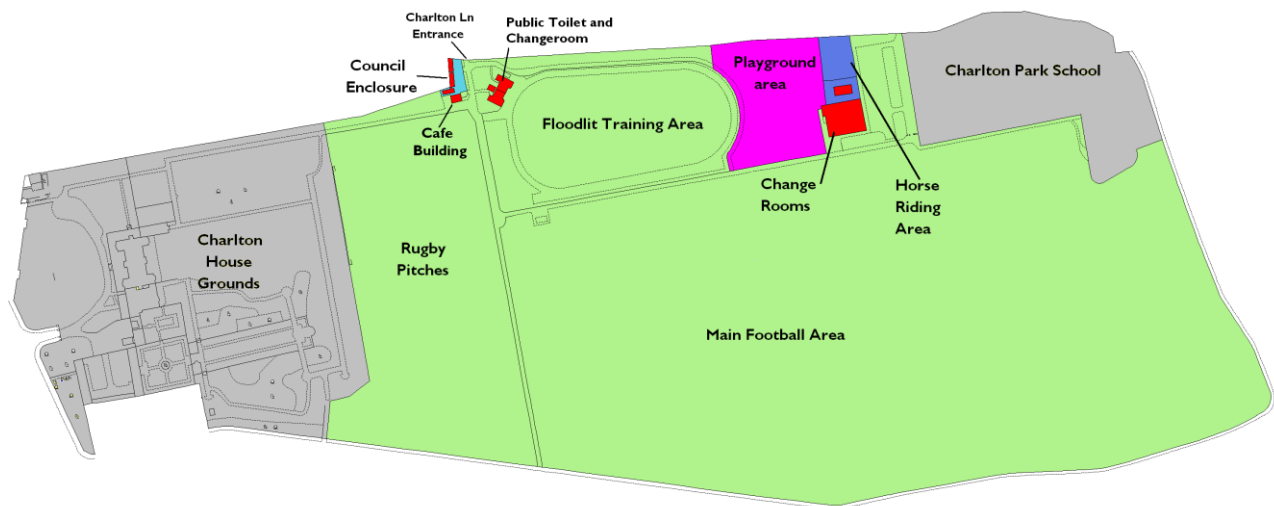 Charlton Ln
Entrance
Public Toilet and
Changeroom
Council
Enclosure
Playground
area
Charlton Park School
Floodlit Training Area
Cafe
Building
Change
Rooms
Horse
Riding
Area
Charlton
House
Grounds
Rugby
Pitches
Main Football Area